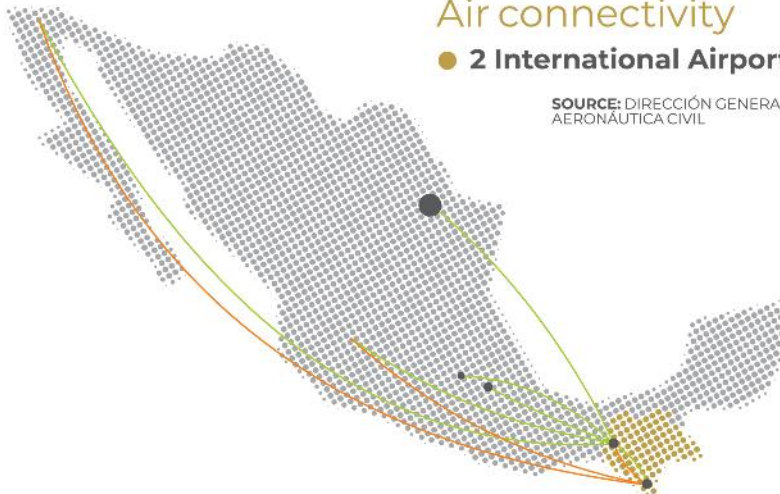 Air connectivity
2 International Airport
SOURCE: DIRECCIÓN GENERA
AERONÁUTICA CIVIL